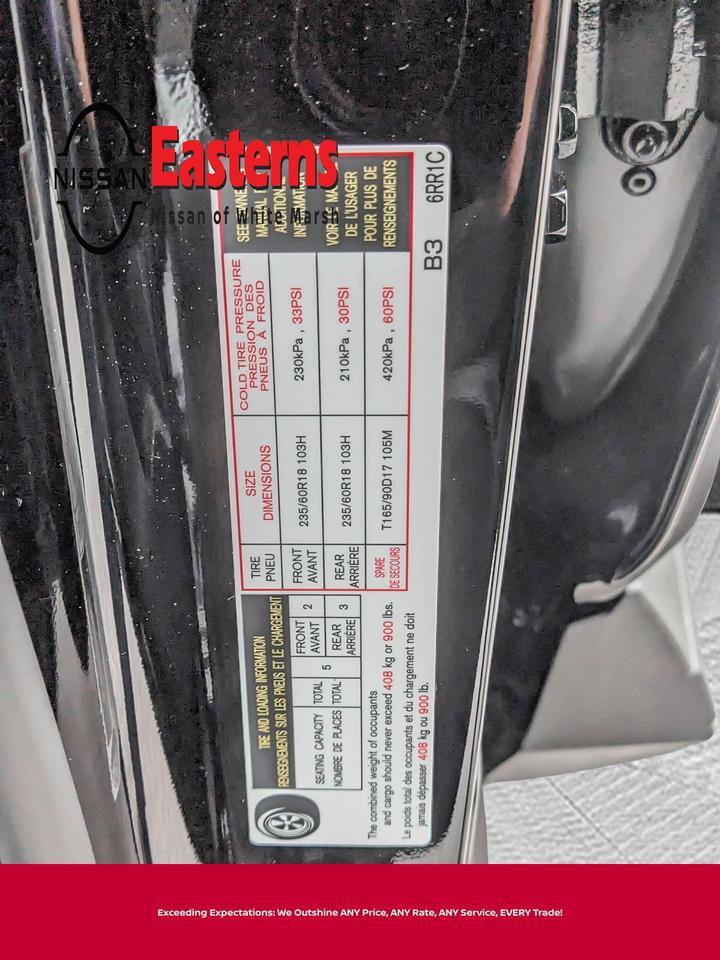 NISSAN
Easterns
Nissan of White Marsh
TIRE AND LOADING INFORMATION
RENSEIGNEMENTS SUR LES PNEUS ET LE CHARGEMENT
SEATING CAPACITY TOTAL 5 FRONT 2
NOMBRE DE PLACES TOTAL: AVANT
REAR 3
ARRIÈRE
The combined weight of occupants
and cargo should never exceed 408 kg or 900 lbs.
Le poids total des occupants et du chargement ne doit
jamais dépasser 408 kg ou 900 lb.
TIRE
PNEU
SIZE
DIMENSIONS
COLD TIRE PRESSURE
PRESSION DES
PNEUS À FROID
FRONT
AVANT
235/60R18 103H
230kPa , 33PSI
REAR
ARRIÈRE
235/60R18 103H
210kPa , 30PSI
SPARE
DE SECOURS
T165/90D17 105M
420kPa , 60PSI
SEE
MANUAL
INFORMATION
VOIR
DE LUSAGER
POUR PLUS DE
RENSEIGNEMENTS
B3 6RR1C
Exceeding Expectations: We Outshine ANY Price, ANY Rate, ANY Service, EVERY Trade!